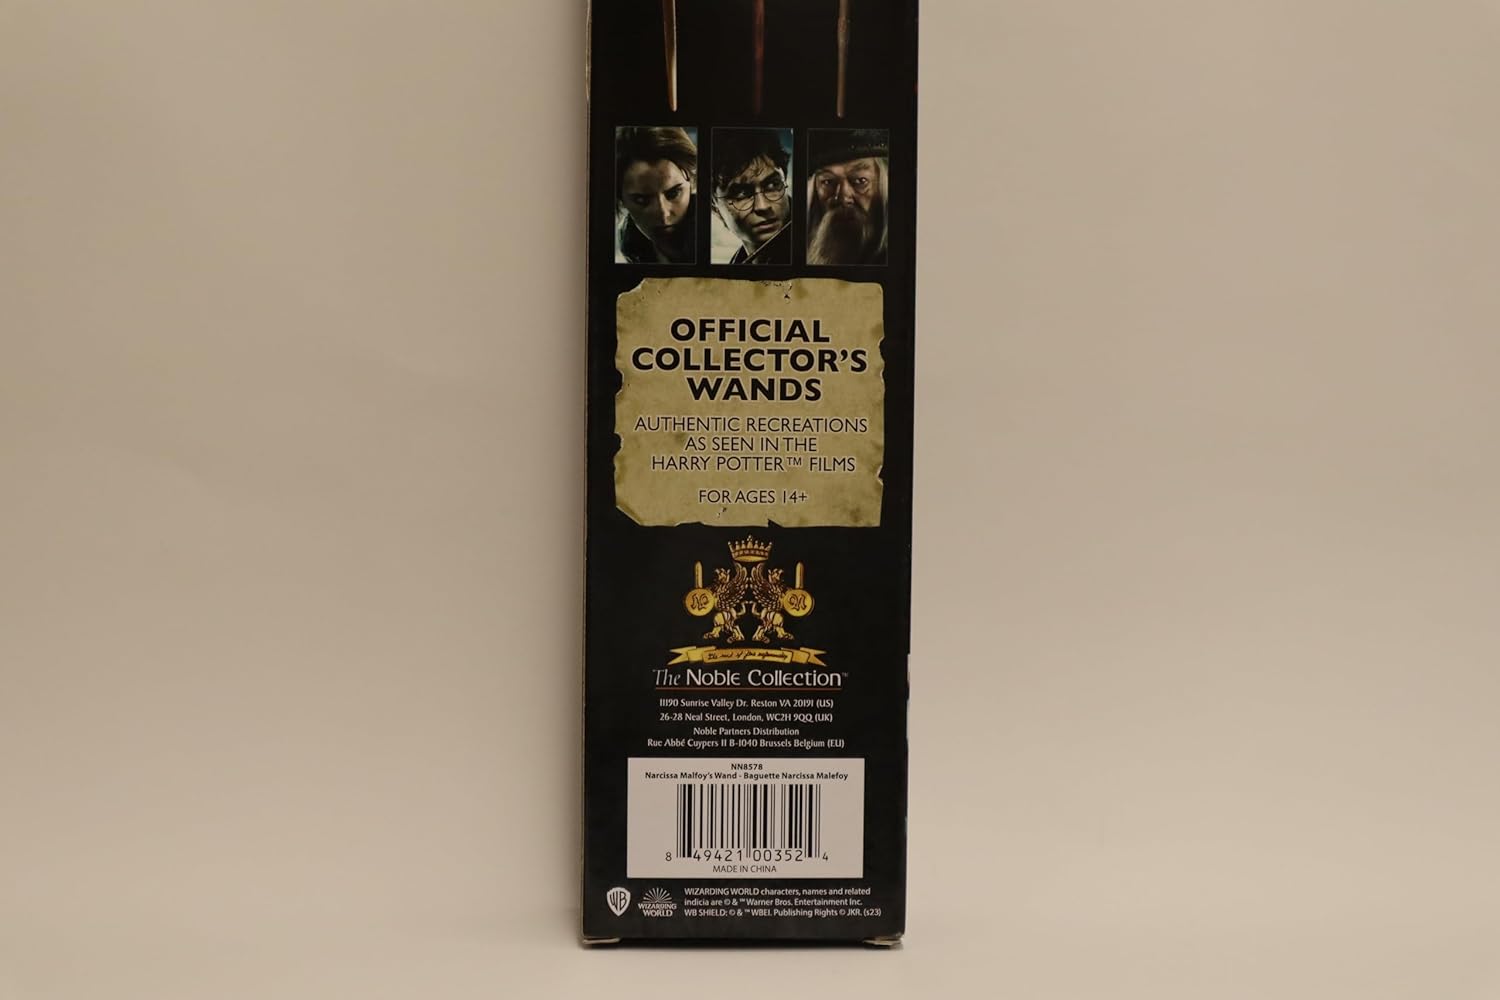 OFFICIAL
COLLECTOR'S
WANDS
AUTHENTIC RECREATIONS
AS SEEN IN THE
HARRY POTTER™ FILMS
FOR AGES 14+
The Noble Collection™
11190 Sunrise Valley Dr. Reston VA 20191 (US)
26-28 Neal Street, London, WC2H 9QQ (UK)
Noble Partners Distribution
Rue Abbé Cuypers 11 B-1040 Brussels Belgium (EU)
NN8578
Narcissa Malfoy's Wand - Baguette Narcissa Malefoy
8 49421 00352 4
MADE IN CHINA
WB
WIZARDING
WORLD
WIZARDING WORLD characters, names and related
indicia are © & ™ Warner Bros. Entertainment Inc.
WB SHIELD: © & ™ WBEI. Publishing Rights © JKR. (s23)